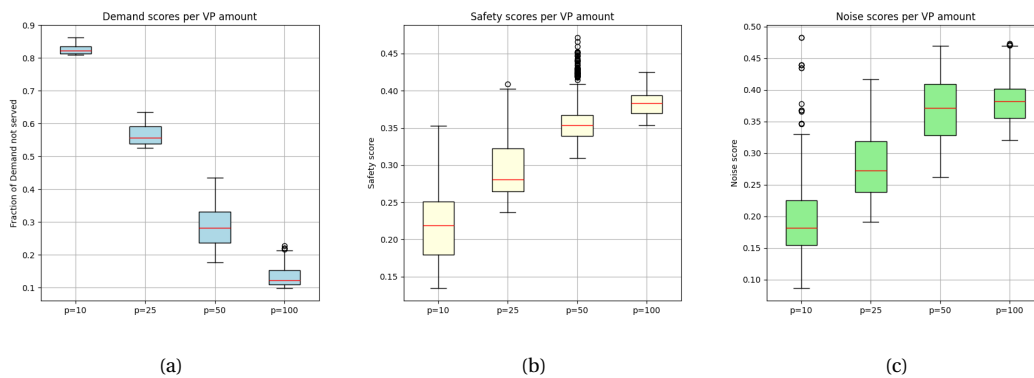 Demand scores per VP amount
Fraction of Demand not served
0.9
0.8
0.7
0.6
0.5
0.4
0.3
0.2
0.1
p=10 p=25 p=50 p=100
(a)
Safety scores per VP amount
Safety score
0.45
0.40
0.35
0.30
0.25
0.20
0.15
p=10 p=25 p=50 p=100
(b)
Noise scores per VP amount
Noise score
0.50
0.45
0.40
0.35
0.30
0.25
0.20
0.15
0.10
p=10 p=25 p=50 p=100
(c)